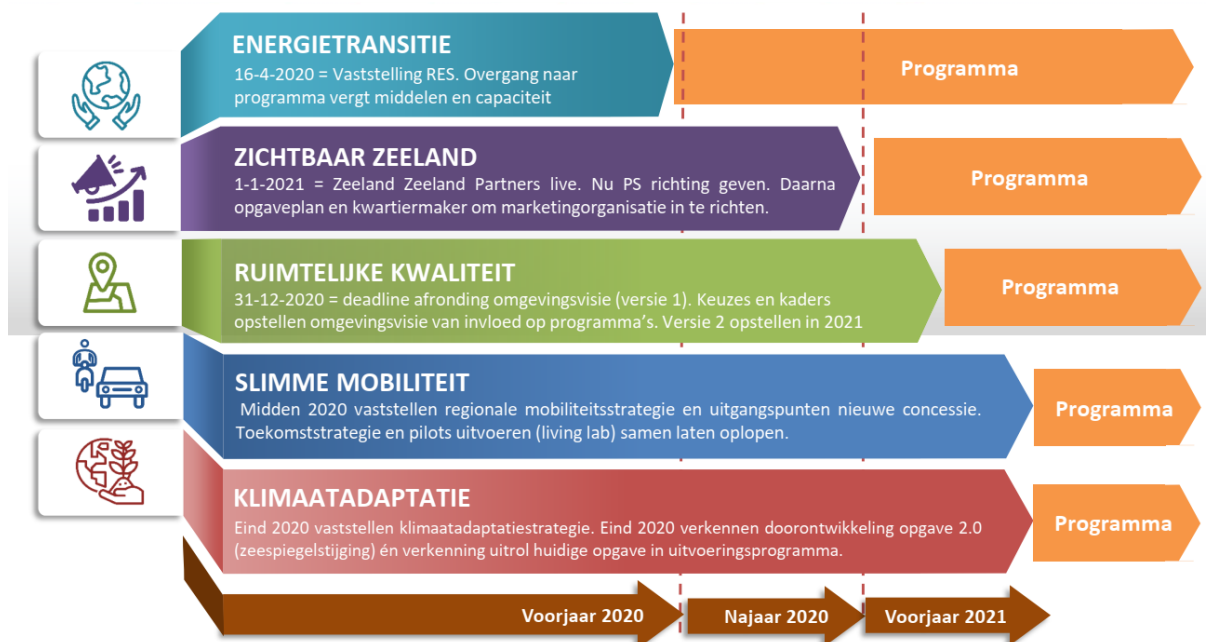 ENERGIETRANSITIE
16-4-2020 = Vaststelling RES. Overgang naar
programma vergt middelen en capaciteit
Programma
ZICHTBAAR ZEELAND
1-1-2021 = Zeeland Zeeland Partners live. Nu PS richting geven. Daarna
opgaveplan en kwartiermaker om marketingorganisatie in te richten.
Programma
RUIMTELIJKE KWALITEIT
31-12-2020 = deadline afronding omgevingsvisie (versie 1). Keuzes en kaders
opstellen omgevingsvisie van invloed op programma's. Versie 2 opstellen in 2021
Programma
SLIMME MOBILITEIT
Midden 2020 vaststellen regionale mobiliteitsstrategie en uitgangspunten nieuwe concessie.
Toekomststrategie en pilots uitvoeren (living lab) samen laten oplopen.
Programma
KLIMAATADAPTATIE
Eind 2020 vaststellen klimaatadaptatiestrategie. Eind 2020 verkennen doorontwikkeling opgave 2.0
(zeespiegelstijging) én verkenning uitrol huidige opgave in uitvoeringsprogramma.
Programma
Voorjaar 2020
Najaar 2020
Voorjaar 2021